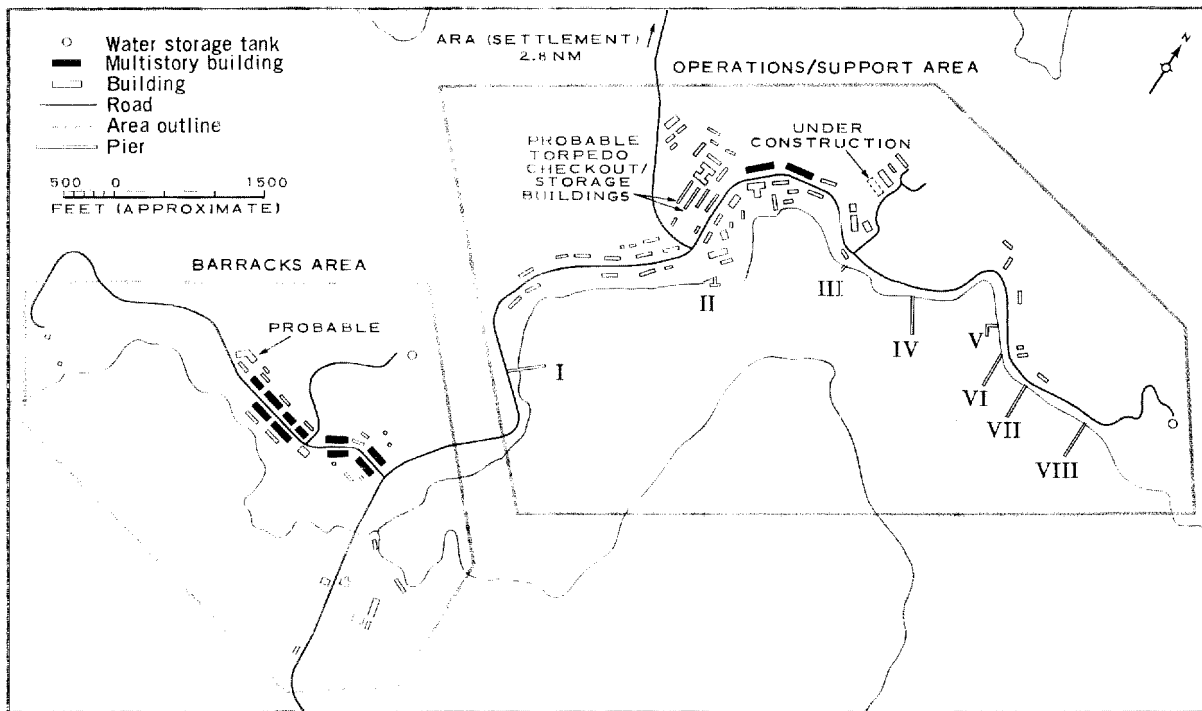 Water storage tank
Multistory building
Building
Road
Area outline
Pier
500 0 1500
FEET (APPROXIMATE)
ARA (SETTLEMENT)
2.8 NM
OPERATIONS/SUPPORT AREA
N
PROBABLE
TORPEDO
CHECKOUT/
STORAGE
BUILDINGS
UNDER
CONSTRUCTION
BARRACKS AREA
PROBABLE
I
II
III
IV
V
VI
VII
VIII